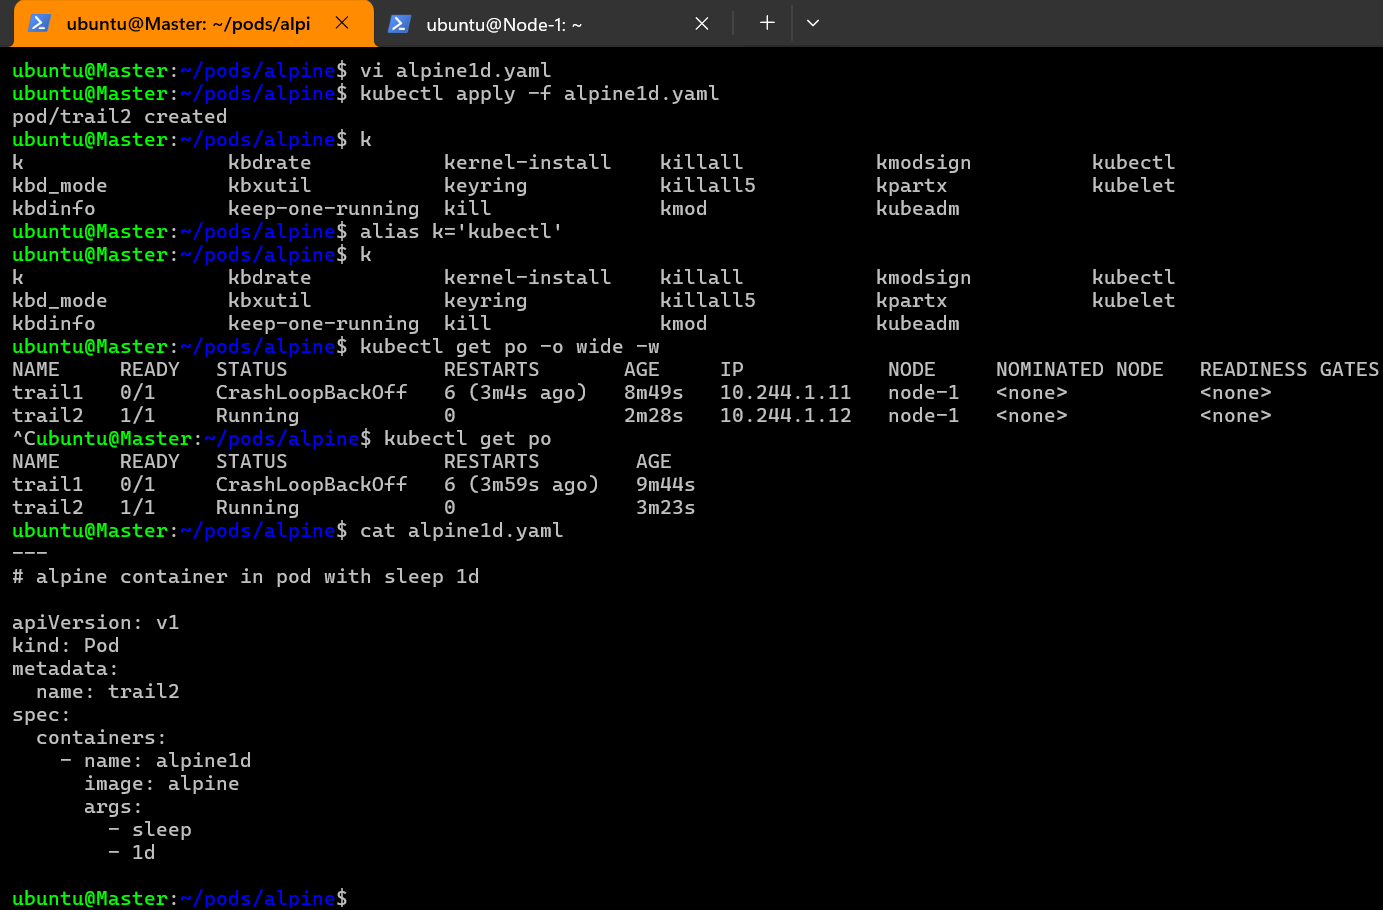 ubuntu@Master: ~/pods/alpi
ubuntu@Node-1: ~
ubuntu@Master:~/pods/alpine$ vi alpine1d.yaml
ubuntu@Master:~/pods/alpine$ kubectl apply -f alpine1d.yaml
pod/trail2 created
ubuntu@Master:~/pods/alpine$ k
k                 kbdrate           kernel-install    killall           kmodsign          kubectl
kbd_mode          kbxutil           keyring           killall5          kpartx            kubelet
kbdinfo           keep-one-running  kill              kmod              kubeadm
ubuntu@Master:~/pods/alpine$ alias k='kubectl'
ubuntu@Master:~/pods/alpine$ k
k                 kbdrate           kernel-install    killall           kmodsign          kubectl
kbd_mode          kbxutil           keyring           killall5          kpartx            kubelet
kbdinfo           keep-one-running  kill              kmod              kubeadm
ubuntu@Master:~/pods/alpine$ kubectl get po -o wide -w
NAME     READY   STATUS             RESTARTS       AGE     IP            NODE     NOMINATED NODE   READINESS GATES
trail1   0/1     CrashLoopBackOff   6 (3m4s ago)   8m49s   10.244.1.11   node-1   <none>           <none>
trail2   1/1     Running            0              2m28s   10.244.1.12   node-1   <none>           <none>
^Cubuntu@Master:~/pods/alpine$ kubectl get po
NAME     READY   STATUS             RESTARTS        AGE
trail1   0/1     CrashLoopBackOff   6 (3m59s ago)   9m44s
trail2   1/1     Running            0               3m23s
ubuntu@Master:~/pods/alpine$ cat alpine1d.yaml
---
# alpine container in pod with sleep 1d

apiVersion: v1
kind: Pod
metadata:
  name: trail2
spec:
  containers:
    - name: alpine1d
      image: alpine
      args:
        - sleep
        - 1d

ubuntu@Master:~/pods/alpine$